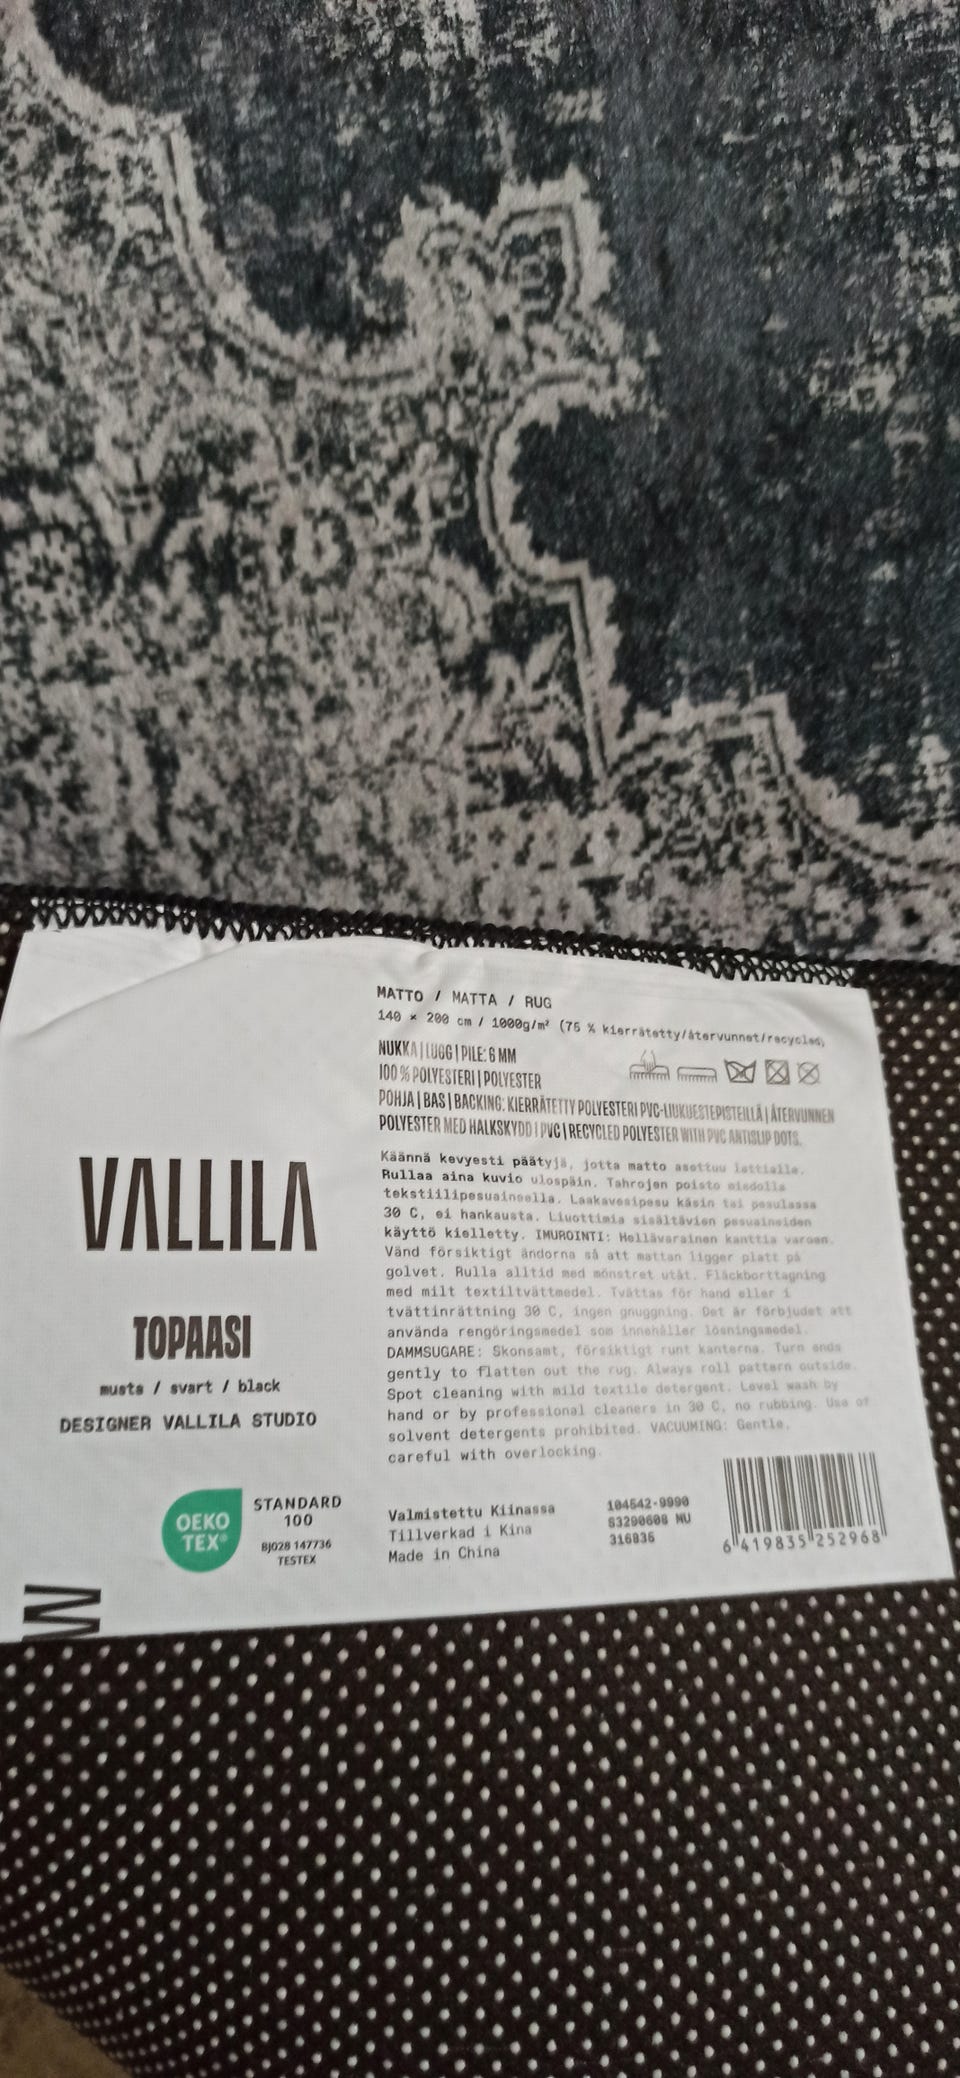 MATTO / MATTA / RUG
140 × 200 cm / 1000g/m² (75 % kierrätetty/återvunnet/recycled)
NUKKA | LUGG | PILE: 6 MM
100 % POLYESTERI | POLYESTER
POHJA | BAS | BACKING: KIERRÄTETTY POLYESTERI PVC-LIUKUESTEPISTEILLÄ | ÅTERVUNNEN
POLYESTER MED HALKSKYDD I PVC | RECYCLED POLYESTER WITH PVC ANTISLIP DOTS.
Käännä kevyesti päätyjä, jotta matto asettuu lattialle.
Rullaa aina kuvio ulospäin. Tahrojen poisto miedolla
tekstiilipesuaineella. Laakavesipesu käsin tai pesulassa
30 C, ei hankausta. Liuottimia sisältävien pesuaineiden
käyttö kielletty. IMUROINTI: Hellävarainen kanttia varoen.
Vänd försiktigt ändorna så att mattan ligger platt på
golvet. Rulla alltid med mönstret utåt. Fläckborttagning
med milt textiltvättmedel. Tvättas för hand eller i
tvättinrättning 30 C, ingen gnuggning. Det är förbjudet att
använda rengöringsmedel som innehåller lösningsmedel.
DAMMSUGARE: Skonsamt, försiktigt runt kanterna. Turn ends
gently to flatten out the rug. Always roll pattern outside.
Spot cleaning with mild textile detergent. Level wash by
hand or by professional cleaners in 30 C, no rubbing. Use of
solvent detergents prohibited. VACUUMING: Gentle,
careful with overlocking.
VALLILA
TOPAASI
musta / svart / black
DESIGNER VALLILA STUDIO
OEKO
TEX®
STANDARD
100
BJ028 147736
TESTEX
Valmistettu Kiinassa
Tillverkad i Kina
Made in China
104542-9990
S3290608 NU
316836
6 419835 252968
W